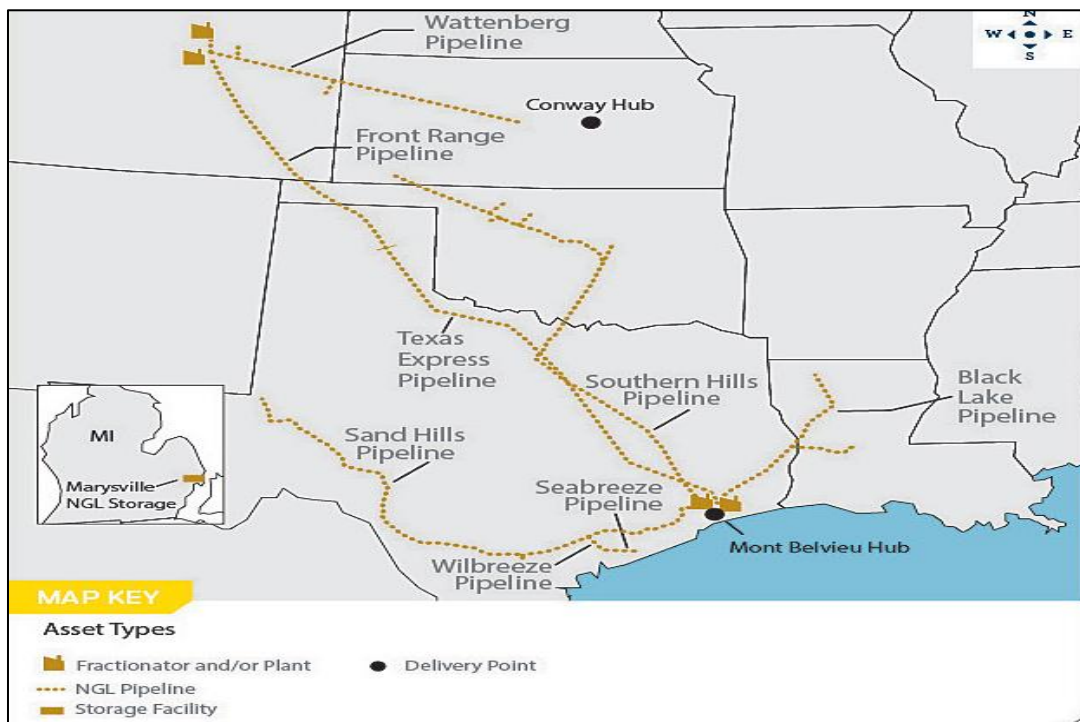 Wattenberg
Pipeline
N
W E
S
Conway Hub
Front Range
Pipeline
Texas
Express
Pipeline
Southern Hills
Pipeline
Black
Lake
Pipeline
MI
Marysville
NGL Storage
Sand Hills
Pipeline
Seabreeze
Pipeline
Wilbreeze
Pipeline
Mont Belvieu Hub
MAP KEY
Asset Types
Fractionator and/or Plant
Delivery Point
NGL Pipeline
Storage Facility